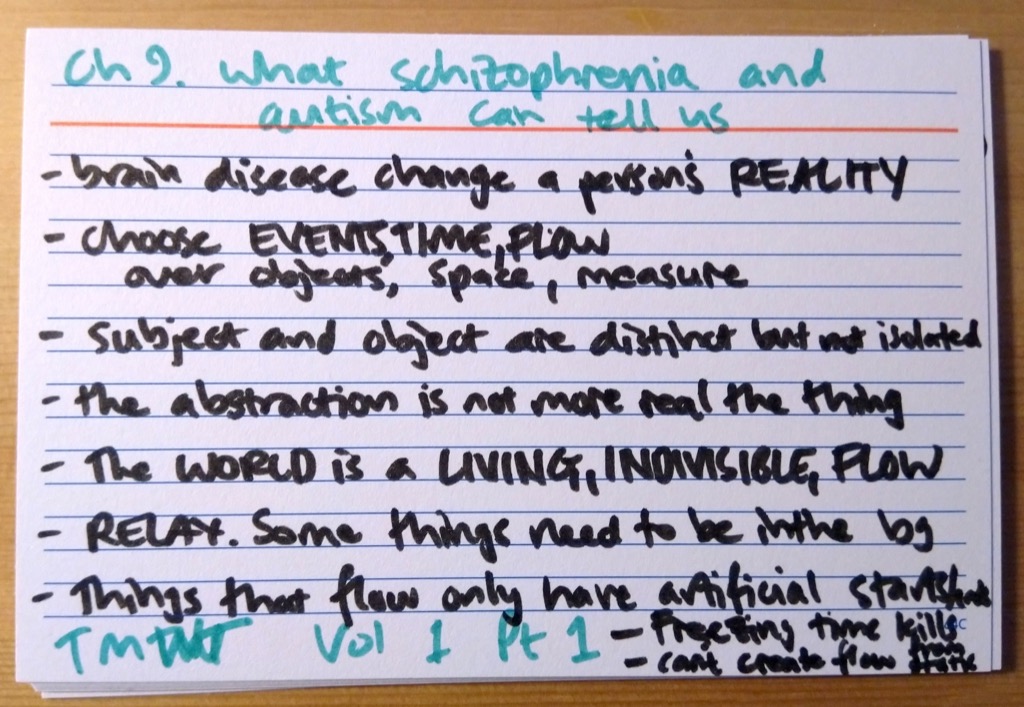 Ch 9. What schizophrenia and
autism can tell us
- brain disease change a person's REALITY
- choose EVENTS, TIME, FLOW
over objects, space, measure
- subject and object are distinct but not isolated
- the abstraction is not more real the thing
- The WORLD is a LIVING, INDIVISIBLE, FLOW
- RELAX. Some things need to be in the bg
- Things that flow only have artificial starts/ends
TMWT Vol 1 Pt 1
- Freezing time kills
- can't create flow from static